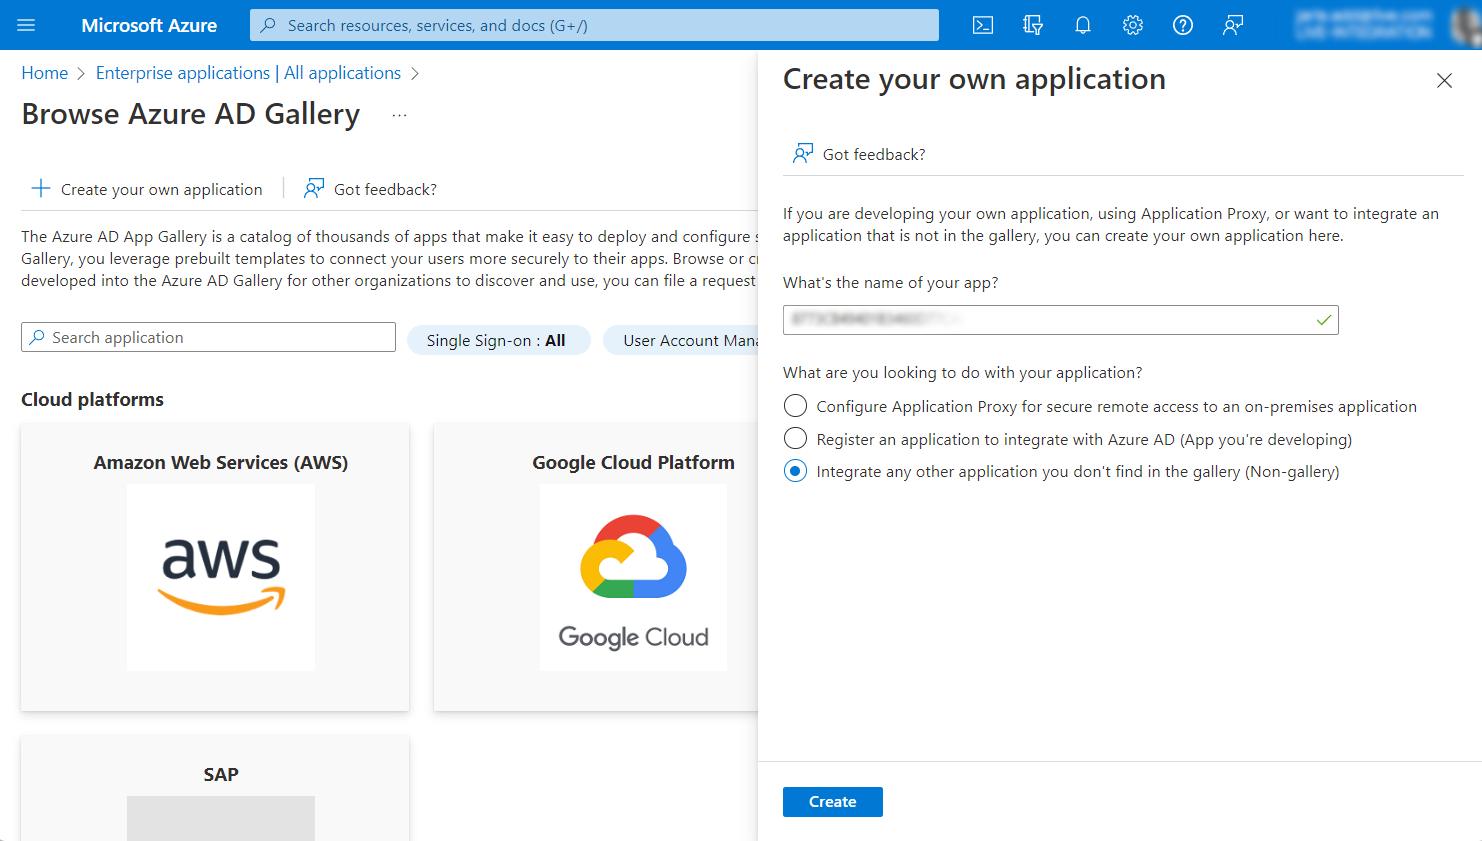 Microsoft Azure
Search resources, services, and docs (G+/)
Home > Enterprise applications | All applications >
Browse Azure AD Gallery ...
Create your own application
Got feedback?
The Azure AD App Gallery is a catalog of thousands of apps that make it easy to deploy and configure
Gallery, you leverage prebuilt templates to connect your users more securely to their apps. Browse or
developed into the Azure AD Gallery for other organizations to discover and use, you can file a request
Search application
Single Sign-on : All
User Account
Cloud platforms
Amazon Web Services (AWS)
aws
Google Cloud Platform
Google Cloud
SAP
Create your own application
Got feedback?
If you are developing your own application, using Application Proxy, or want to integrate an
application that is not in the gallery, you can create your own application here.
What's the name of your app?
What are you looking to do with your application?
Configure Application Proxy for secure remote access to an on-premises application
Register an application to integrate with Azure AD (App you're developing)
Integrate any other application you don't find in the gallery (Non-gallery)
Create